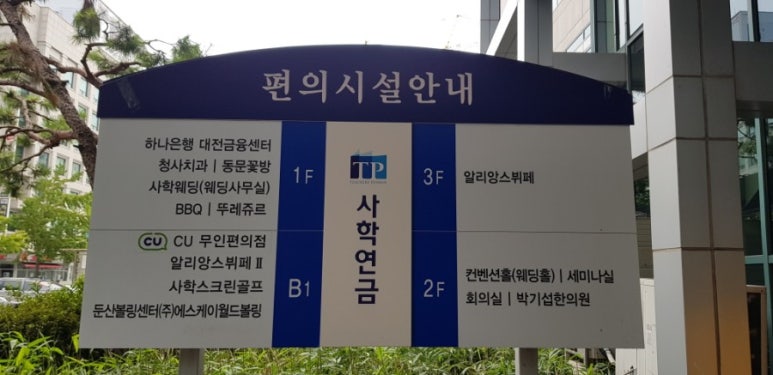 편의시설안내
하나은행 대전금융센터
청사치과 | 동문꽃방
사학웨딩(웨딩사무실)
BBQ | 뚜레쥬르
1F
CU CU 무인편의점
알리앙스뷔페 II
사학스크린골프
둔산볼링센터(주)에스케이월드볼링
B1
TP
사학연금
3F
알리앙스뷔페
2F
컨벤션홀(웨딩홀) | 세미나실
회의실 | 박기섭한의원